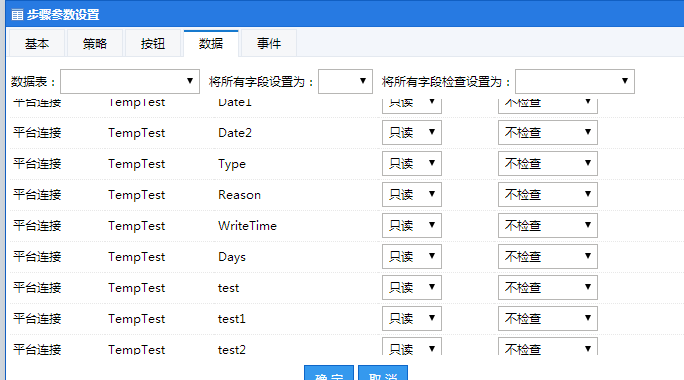 步骤参数设置
基本 策略 按钮 数据 事件
数据表： 将所有字段设置为： 将所有字段检查设置为：
平台连接 TempTest Date1 只读 不检查
平台连接 TempTest Date2 只读 不检查
平台连接 TempTest Type 只读 不检查
平台连接 TempTest Reason 只读 不检查
平台连接 TempTest WriteTime 只读 不检查
平台连接 TempTest Days 只读 不检查
平台连接 TempTest test 只读 不检查
平台连接 TempTest test1 只读 不检查
平台连接 TempTest test2 只读 不检查
确 定 取 消